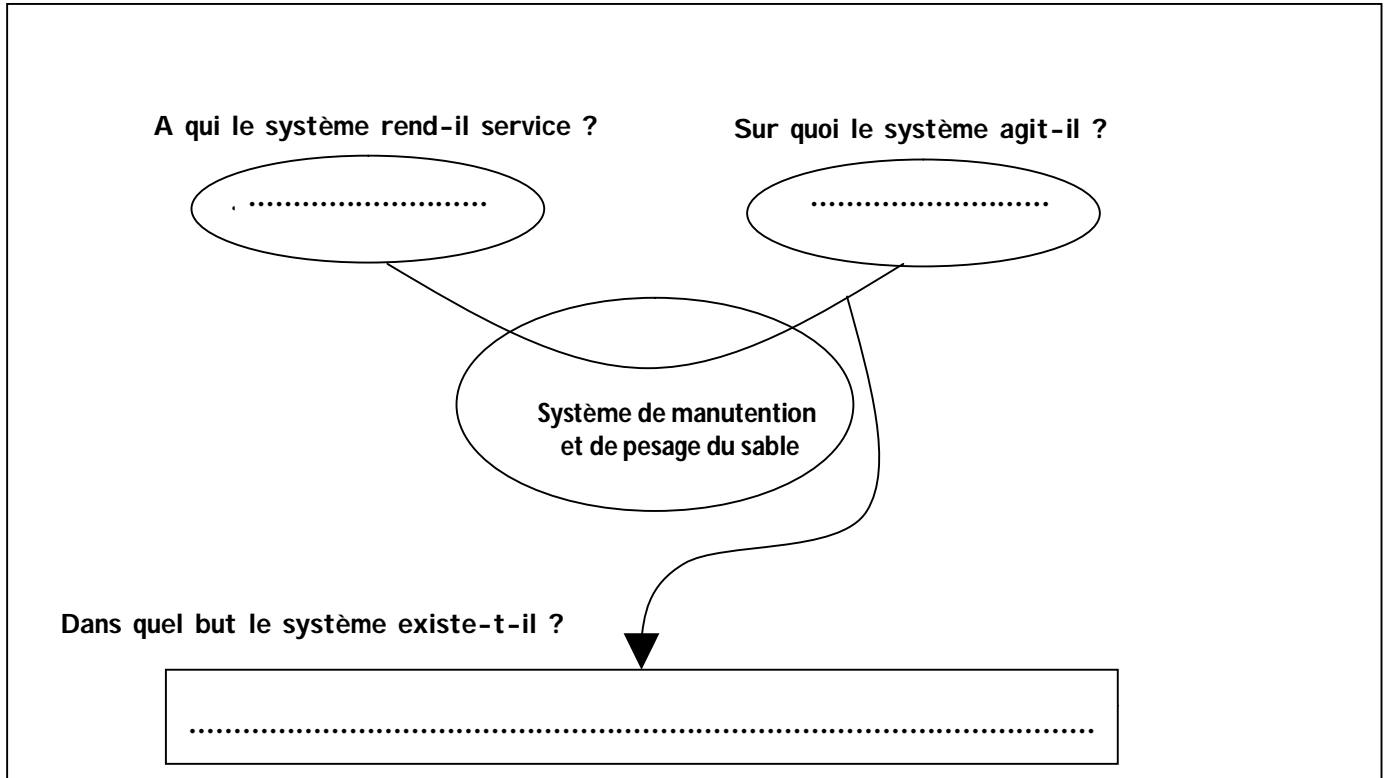 A qui le système rend-il service ?
Sur quoi le système agit-il ?
. ...........................
...........................
Système de manutention
et de pesage du sable
Dans quel but le système existe-t-il ?
.......................................................................................................